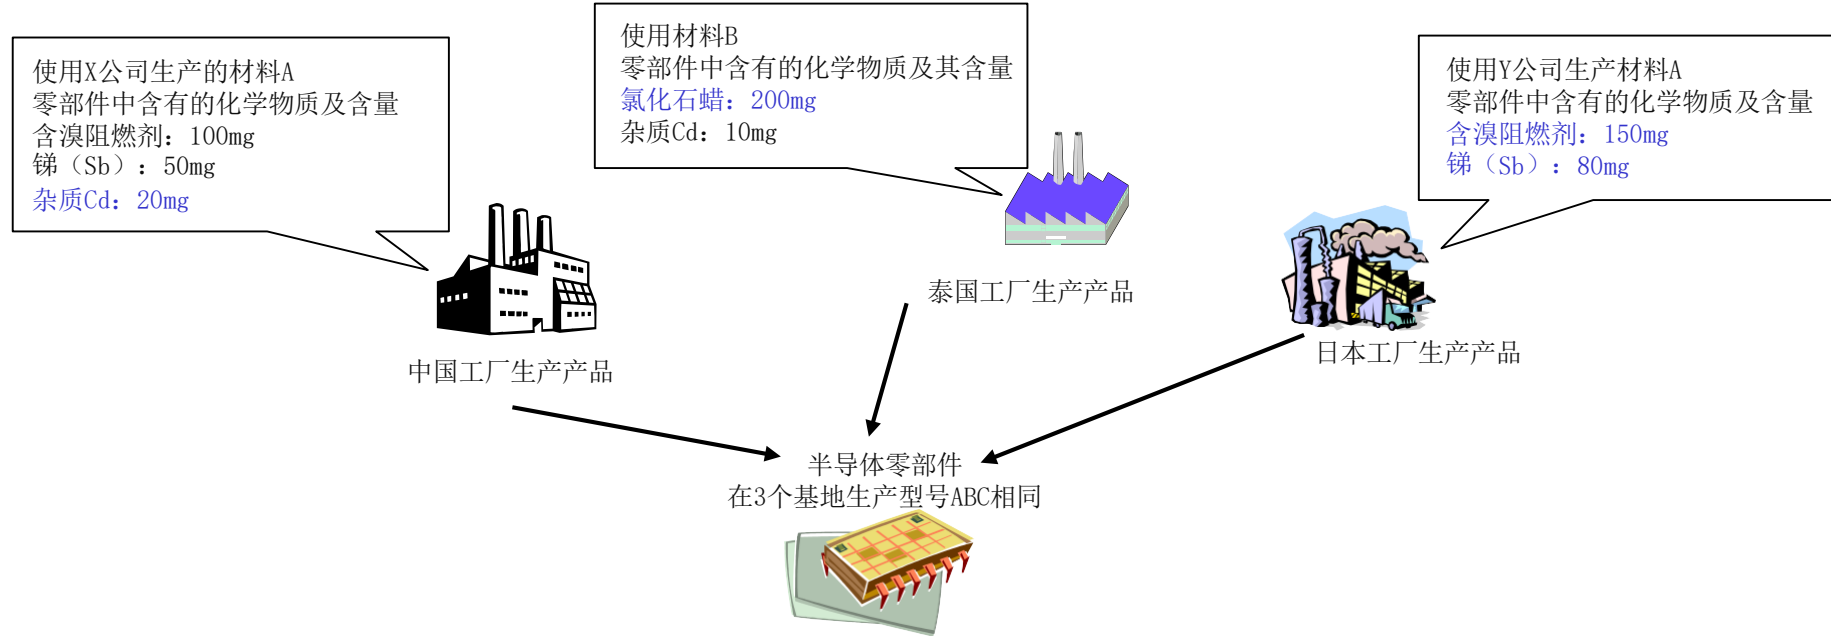 使用X公司生产的材料A
零部件中含有的化学物质及含量
含溴阻燃剂：100mg
锑（Sb）：50mg
杂质Cd：20mg
使用材料B
零部件中含有的化学物质及其含量
氯化石蜡：200mg
杂质Cd：10mg
使用Y公司生产材料A
零部件中含有的化学物质及含量
含溴阻燃剂：150mg
锑（Sb）：80mg
中国工厂生产产品
泰国工厂生产产品
日本工厂生产产品
半导体零部件
在3个基地生产型号ABC相同